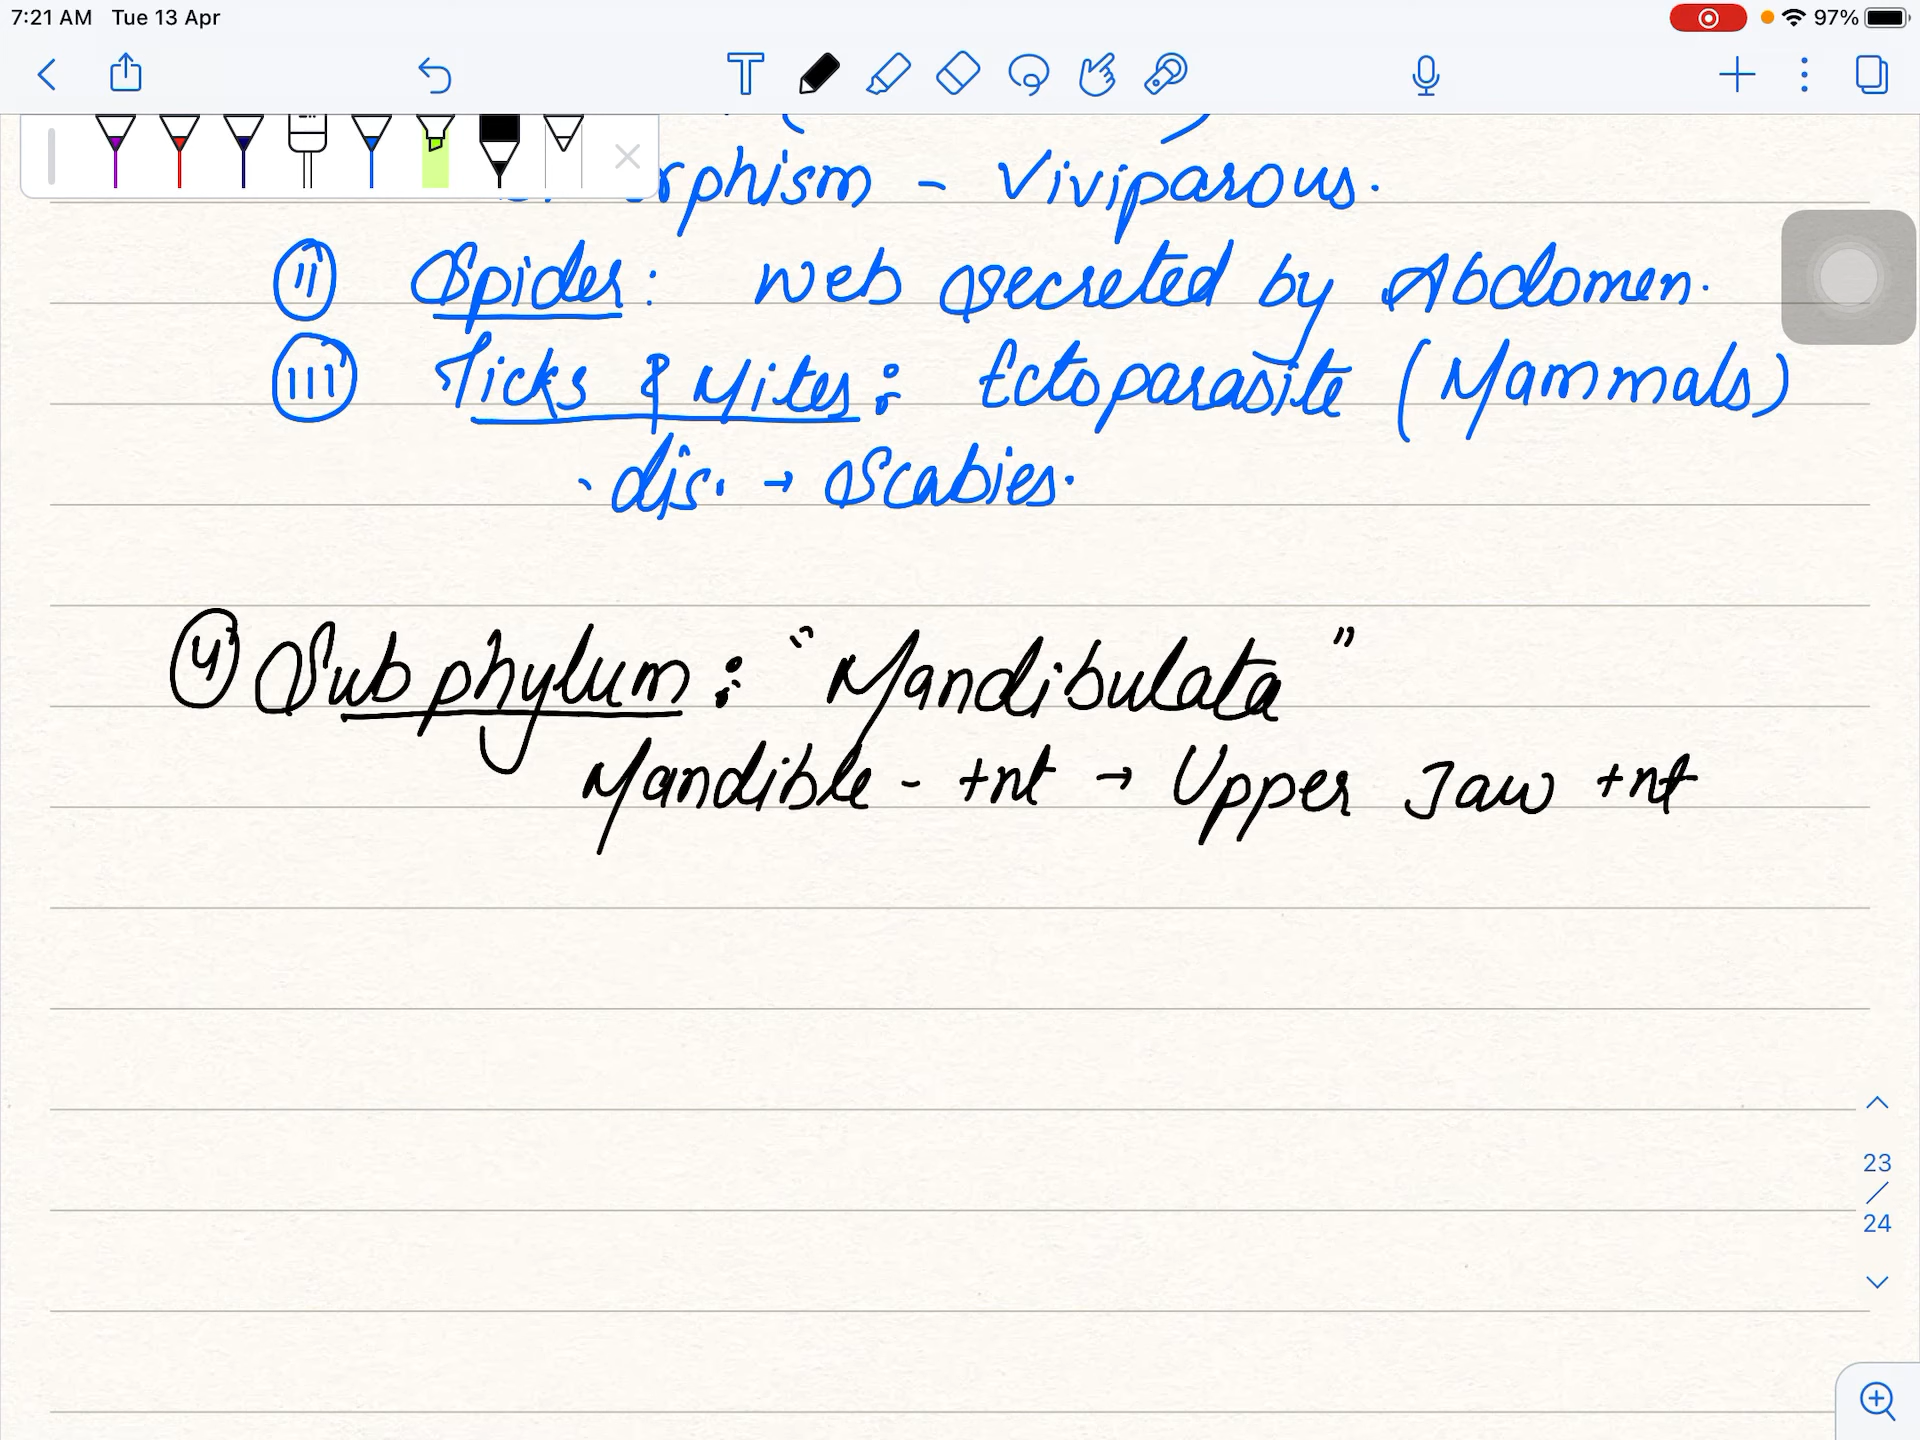 7:21 AM Tue 13 Apr
97%
rphism - Viviparous.
(ii) Spider: Web secreted by Abdomen.
(iii) Ticks & Mites: Ectoparasite (Mammals)
. dis. → Scabies.
(4) Subphylum: "Mandibulata"
Mandible - +nt → Upper Jaw +nt
23
/
24